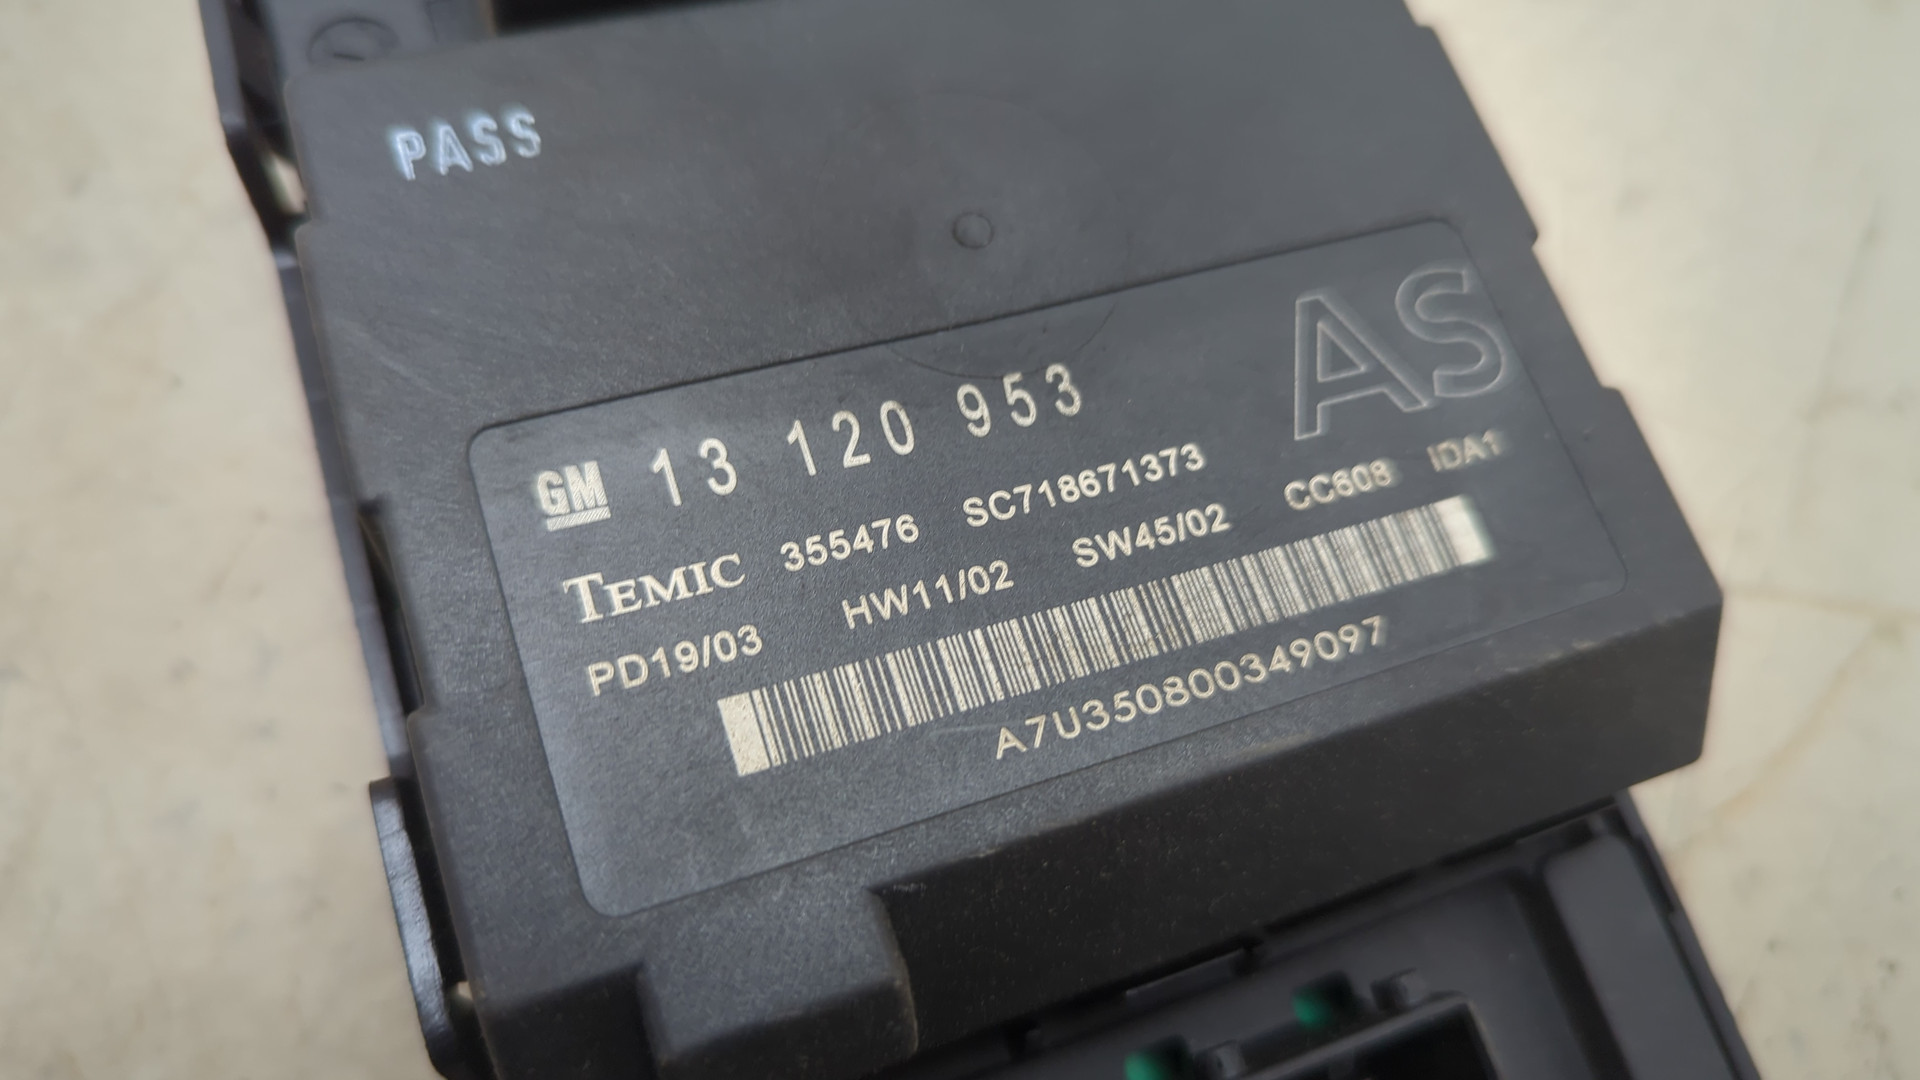 PASS
AS
GM 13 120 953
TEMIC 355476 SC718671373 CC608 IDA1
PD19/03 HW11/02 SW45/02
A7U350800349097